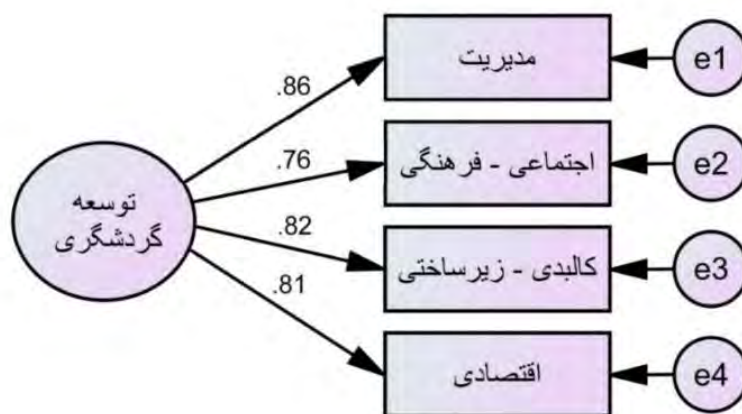 مدیریت
e1
.86
اجتماعی - فرهنگی
e2
.76
توسعه
گردشگری
.82
کالبدی - زیرساختی
e3
.81
اقتصادی
e4